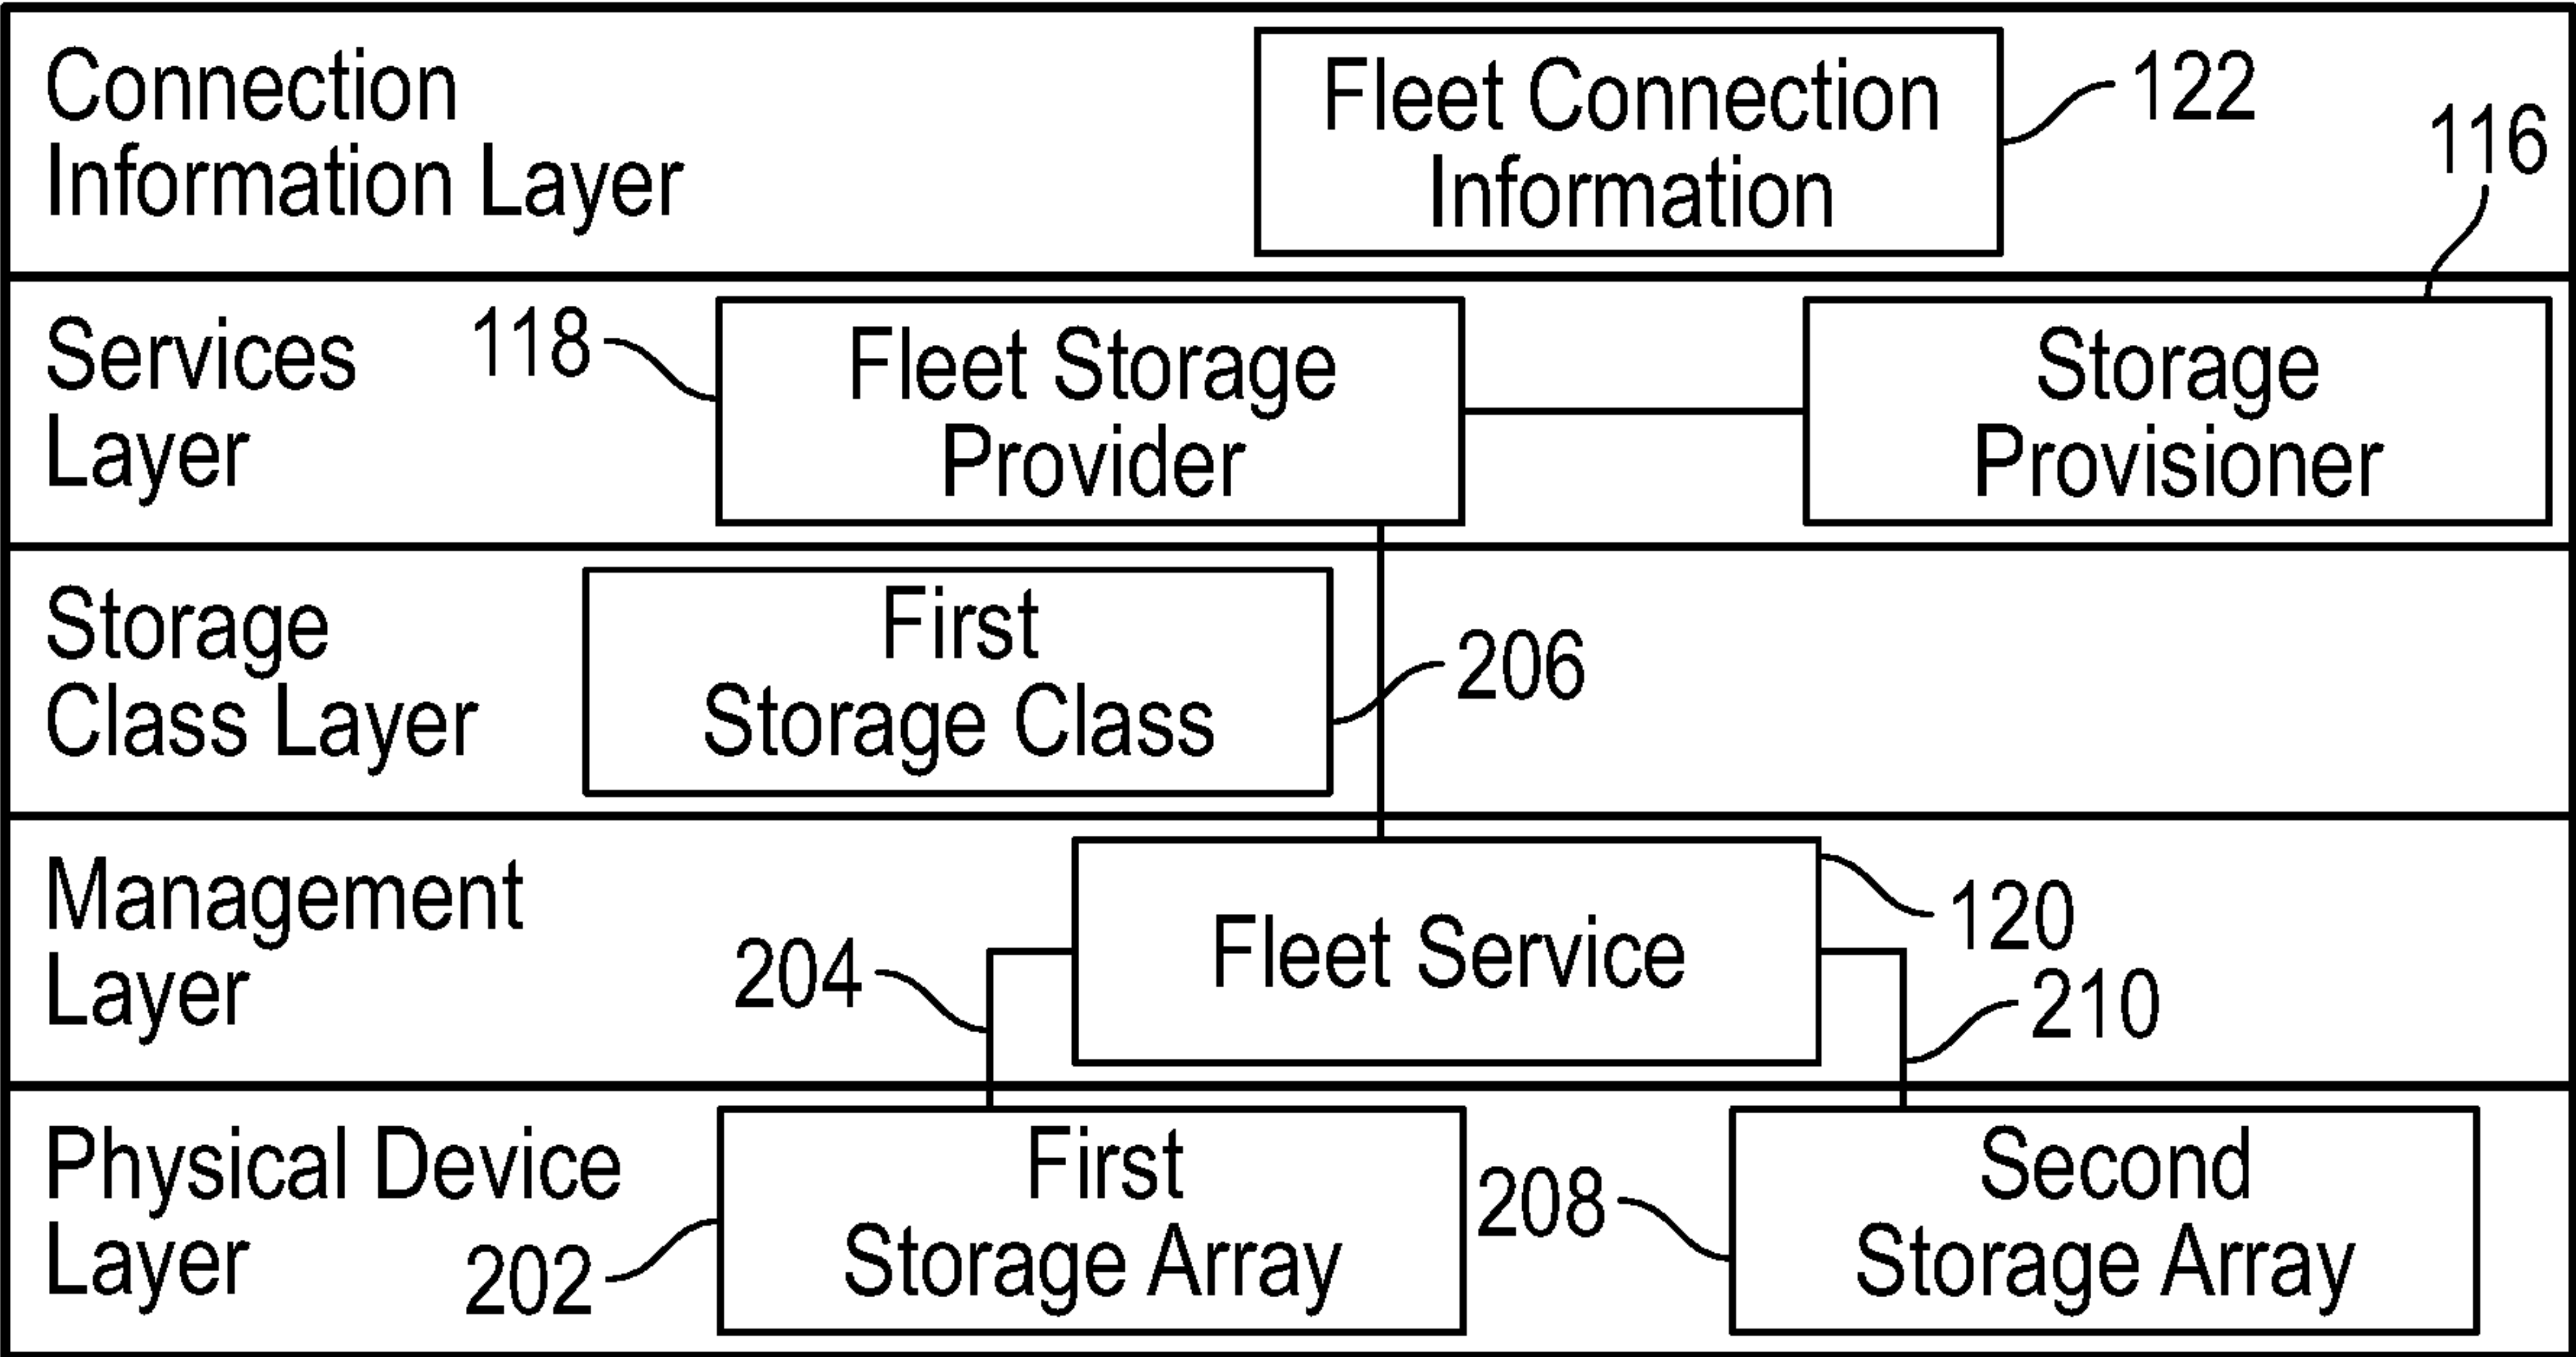 Connection
Information Layer
Fleet Connection
Information
122
116
Services
Layer
118
Fleet Storage
Provider
Storage
Provisioner
Storage
Class Layer
First
Storage Class
206
Management
Layer
204
Fleet Service
120
210
Physical Device
Layer
202
First
Storage Array
208
Second
Storage Array